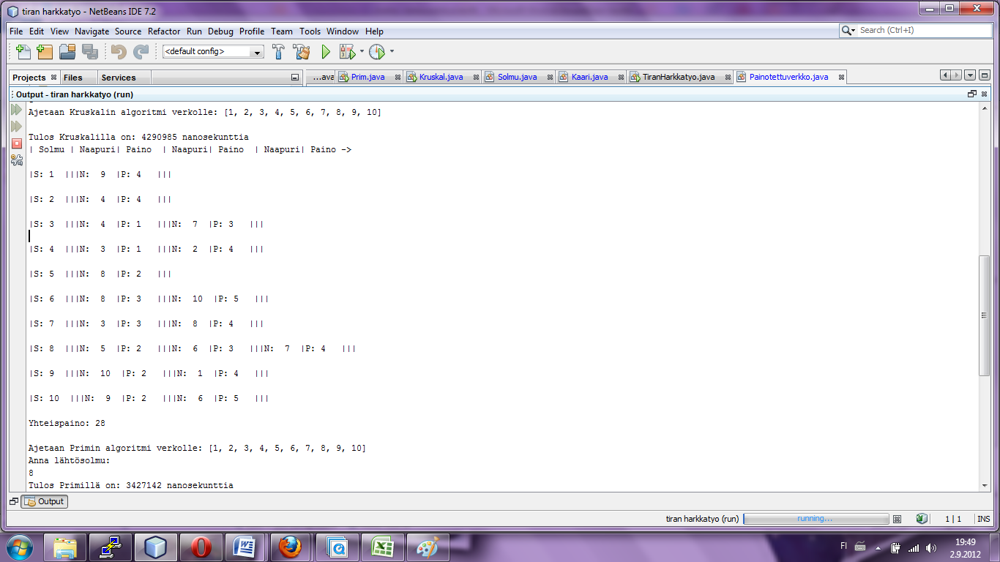 tiran harkkatyo - NetBeans IDE 7.2
File Edit View Navigate Source Refactor Run Debug Profile Team Tools Window Help
Search (Ctrl+I)
<default config>
Projects Files Services
...ava Prim.java Kruskal.java Solmu.java Kaari.java TiranHarkkatyo.java Painotettuverkko.java
Output - tiran harkkatyo (run)
Ajetaan Kruskalin algoritmi verkolle: [1, 2, 3, 4, 5, 6, 7, 8, 9, 10]
Tulos Kruskalilla on: 4290985 nanosekunttia
| Solmu | Naapuri| Paino | Naapuri| Paino | Naapuri| Paino ->
|S: 1 |||N: 9 |P: 4 |||
|S: 2 |||N: 4 |P: 4 |||
|S: 3 |||N: 4 |P: 1 |||N: 7 |P: 3 |||
|S: 4 |||N: 3 |P: 1 |||N: 2 |P: 4 |||
|S: 5 |||N: 8 |P: 2 |||
|S: 6 |||N: 8 |P: 3 |||N: 10 |P: 5 |||
|S: 7 |||N: 3 |P: 3 |||N: 8 |P: 4 |||
|S: 8 |||N: 5 |P: 2 |||N: 6 |P: 3 |||N: 7 |P: 4 |||
|S: 9 |||N: 10 |P: 2 |||N: 1 |P: 4 |||
|S: 10 |||N: 9 |P: 2 |||N: 6 |P: 5 |||
Yhteispaino: 28
Ajetaan Primin algoritmi verkolle: [1, 2, 3, 4, 5, 6, 7, 8, 9, 10]
Anna lähtösolmu:
8
Tulos Primillä on: 3427142 nanosekunttia
Output
tiran harkkatyo (run) running... 1 | 1 INS
FI 19:49
2.9.2012